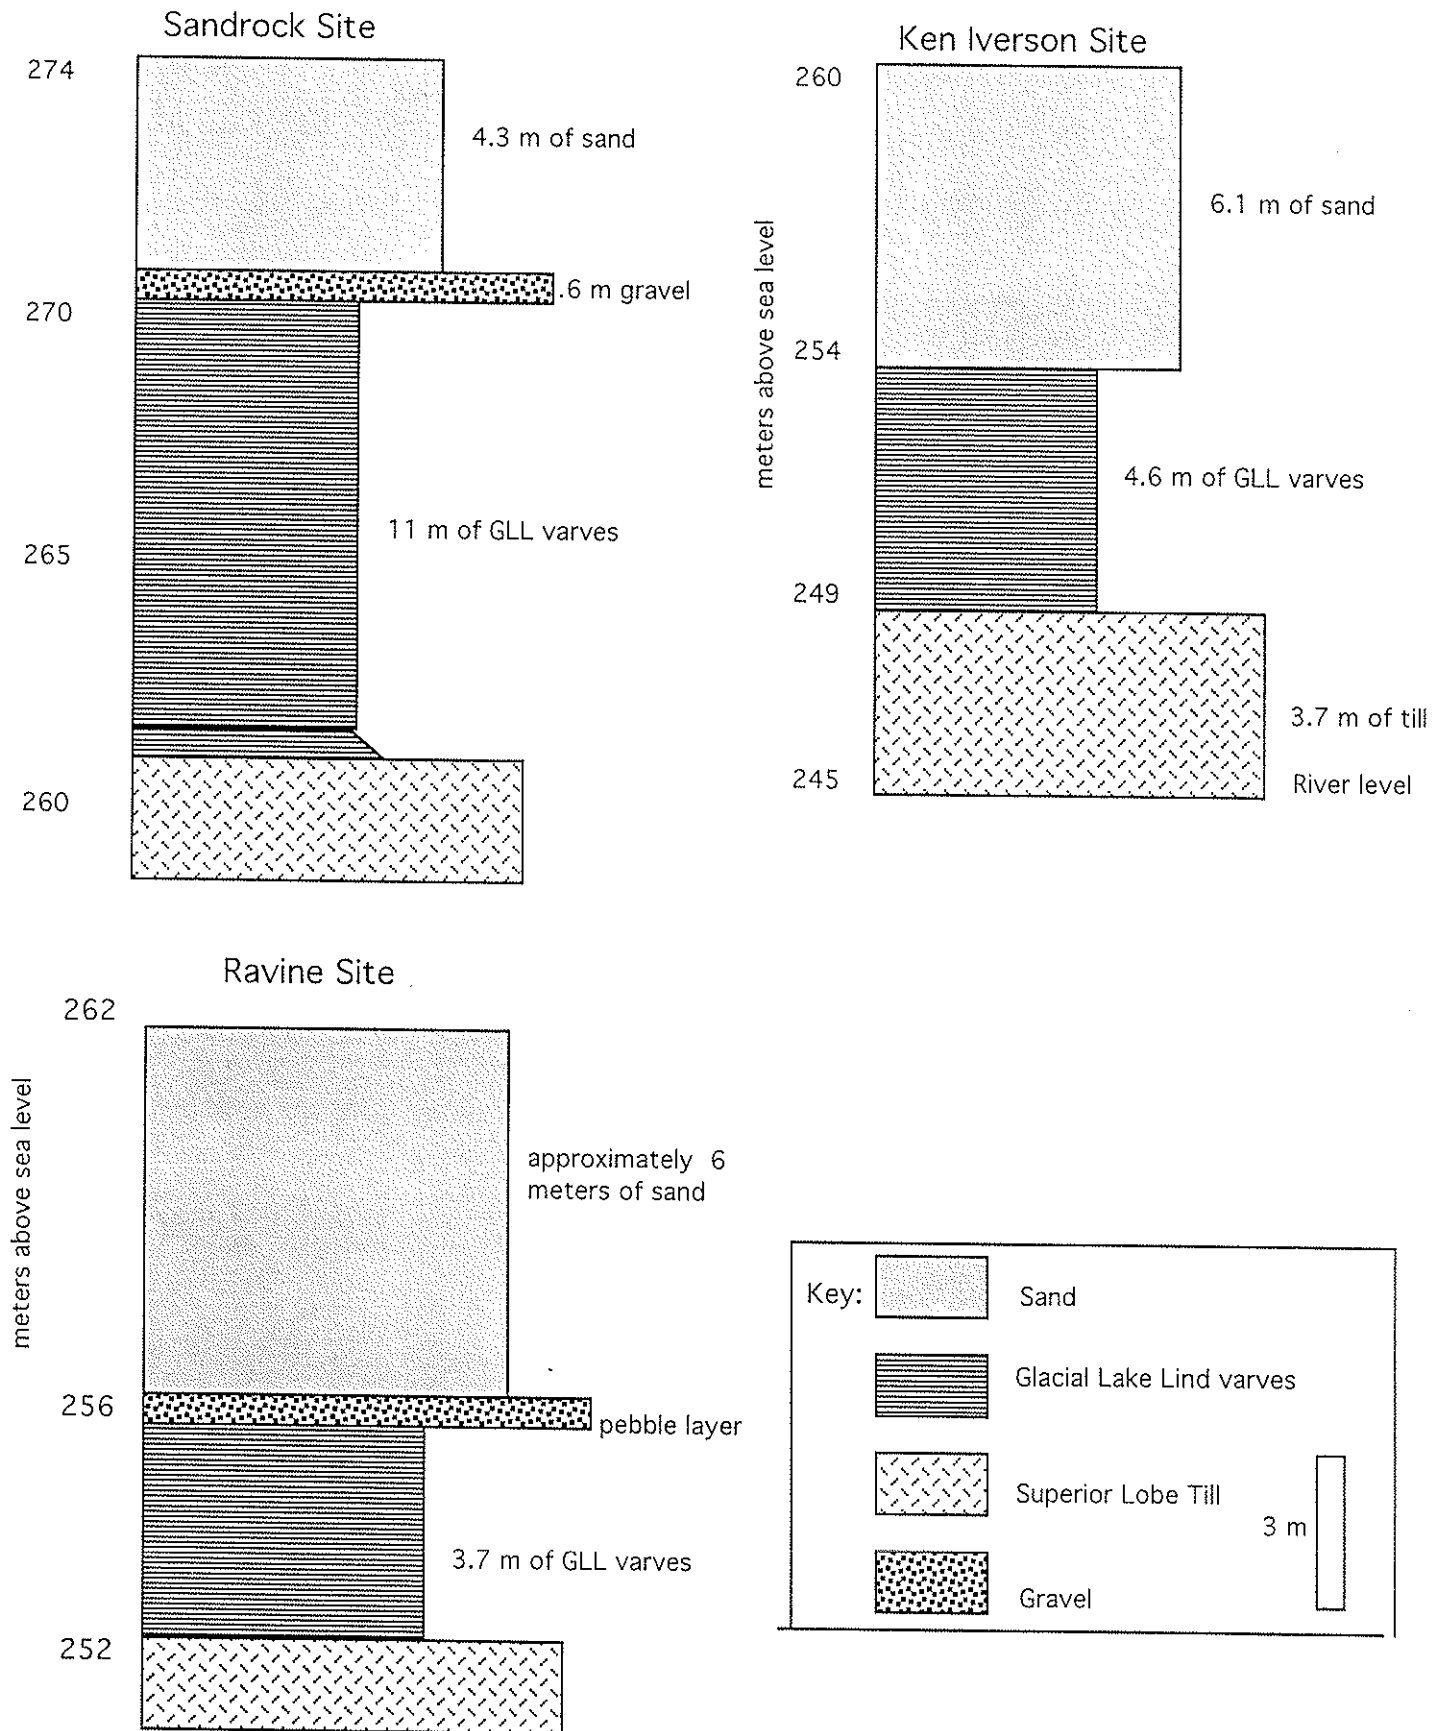 Sandrock Site
274
4.3 m of sand
.6 m gravel
270
11 m of GLL varves
265
260
Ken Iverson Site
260
6.1 m of sand
meters above sea level
254
4.6 m of GLL varves
249
3.7 m of till
245
River level
Ravine Site
262
meters above sea level
approximately 6
meters of sand
256
pebble layer
3.7 m of GLL varves
252
Key:
Sand
Glacial Lake Lind varves
Superior Lobe Till
3 m
Gravel